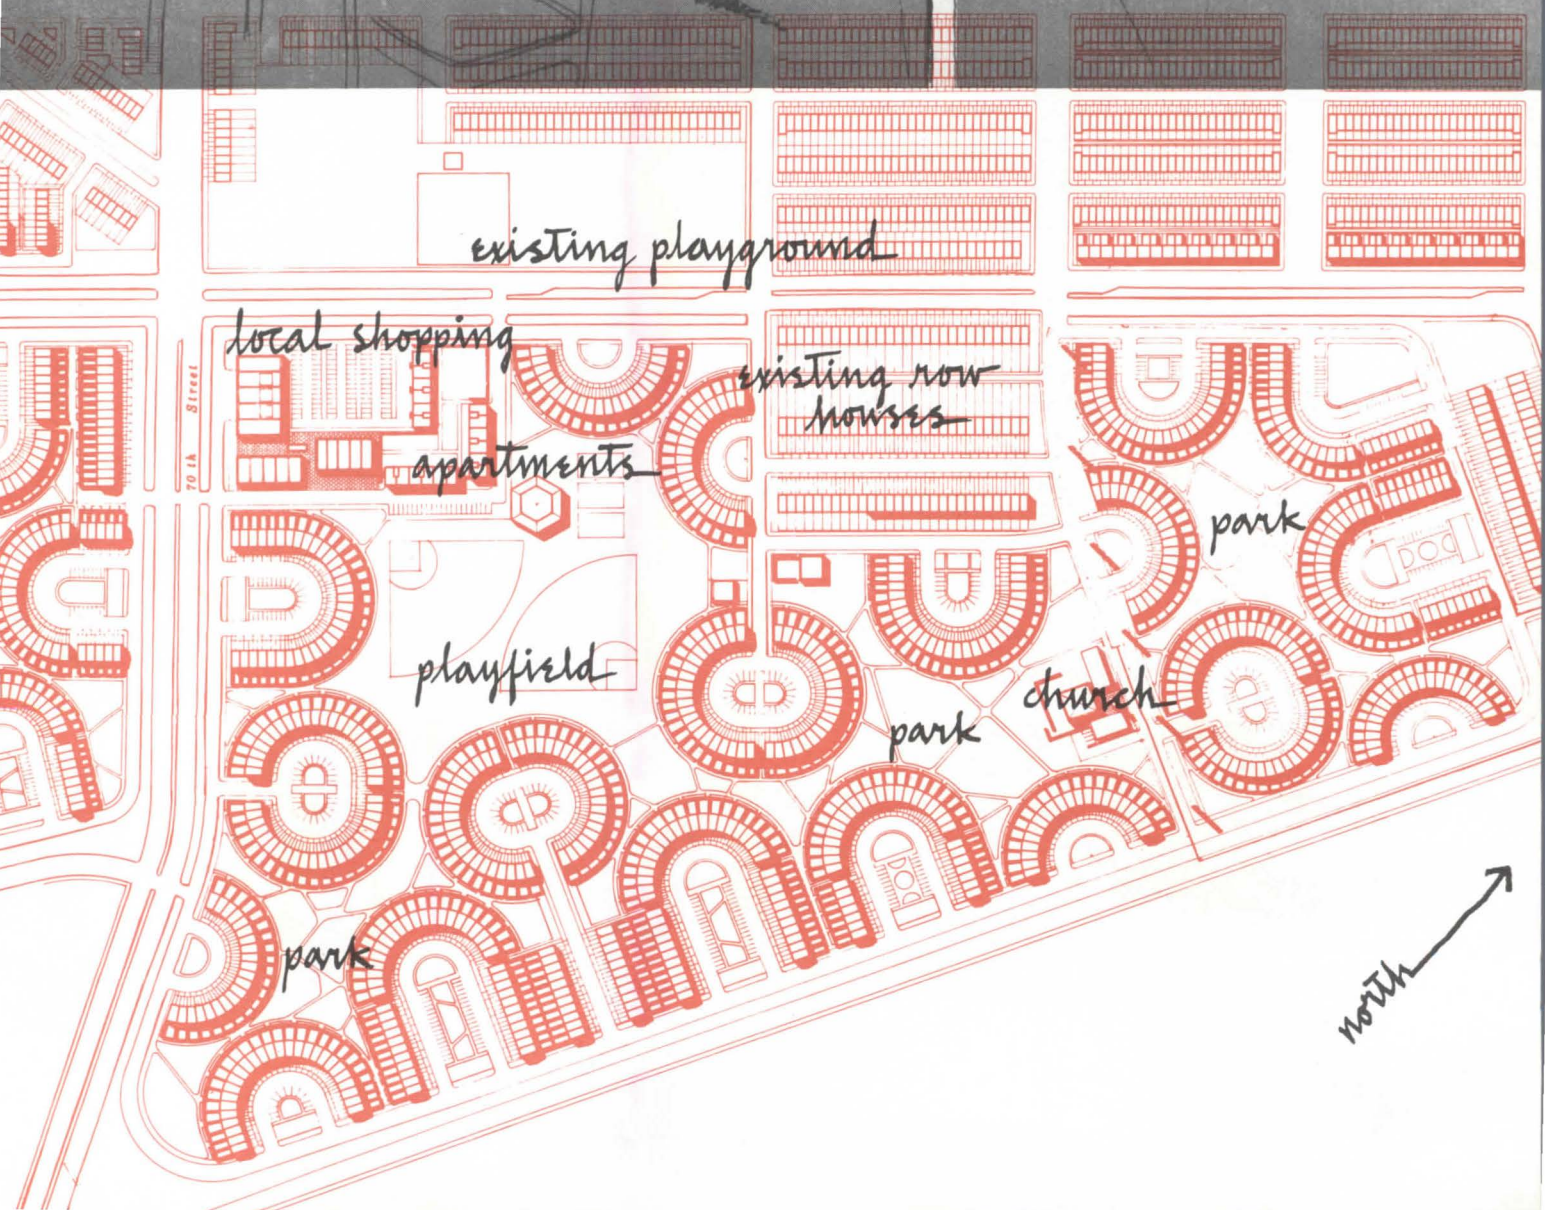 existing playground
local shopping
70th Street
existing row
houses
apartments
park
playfield
church
park
park
north